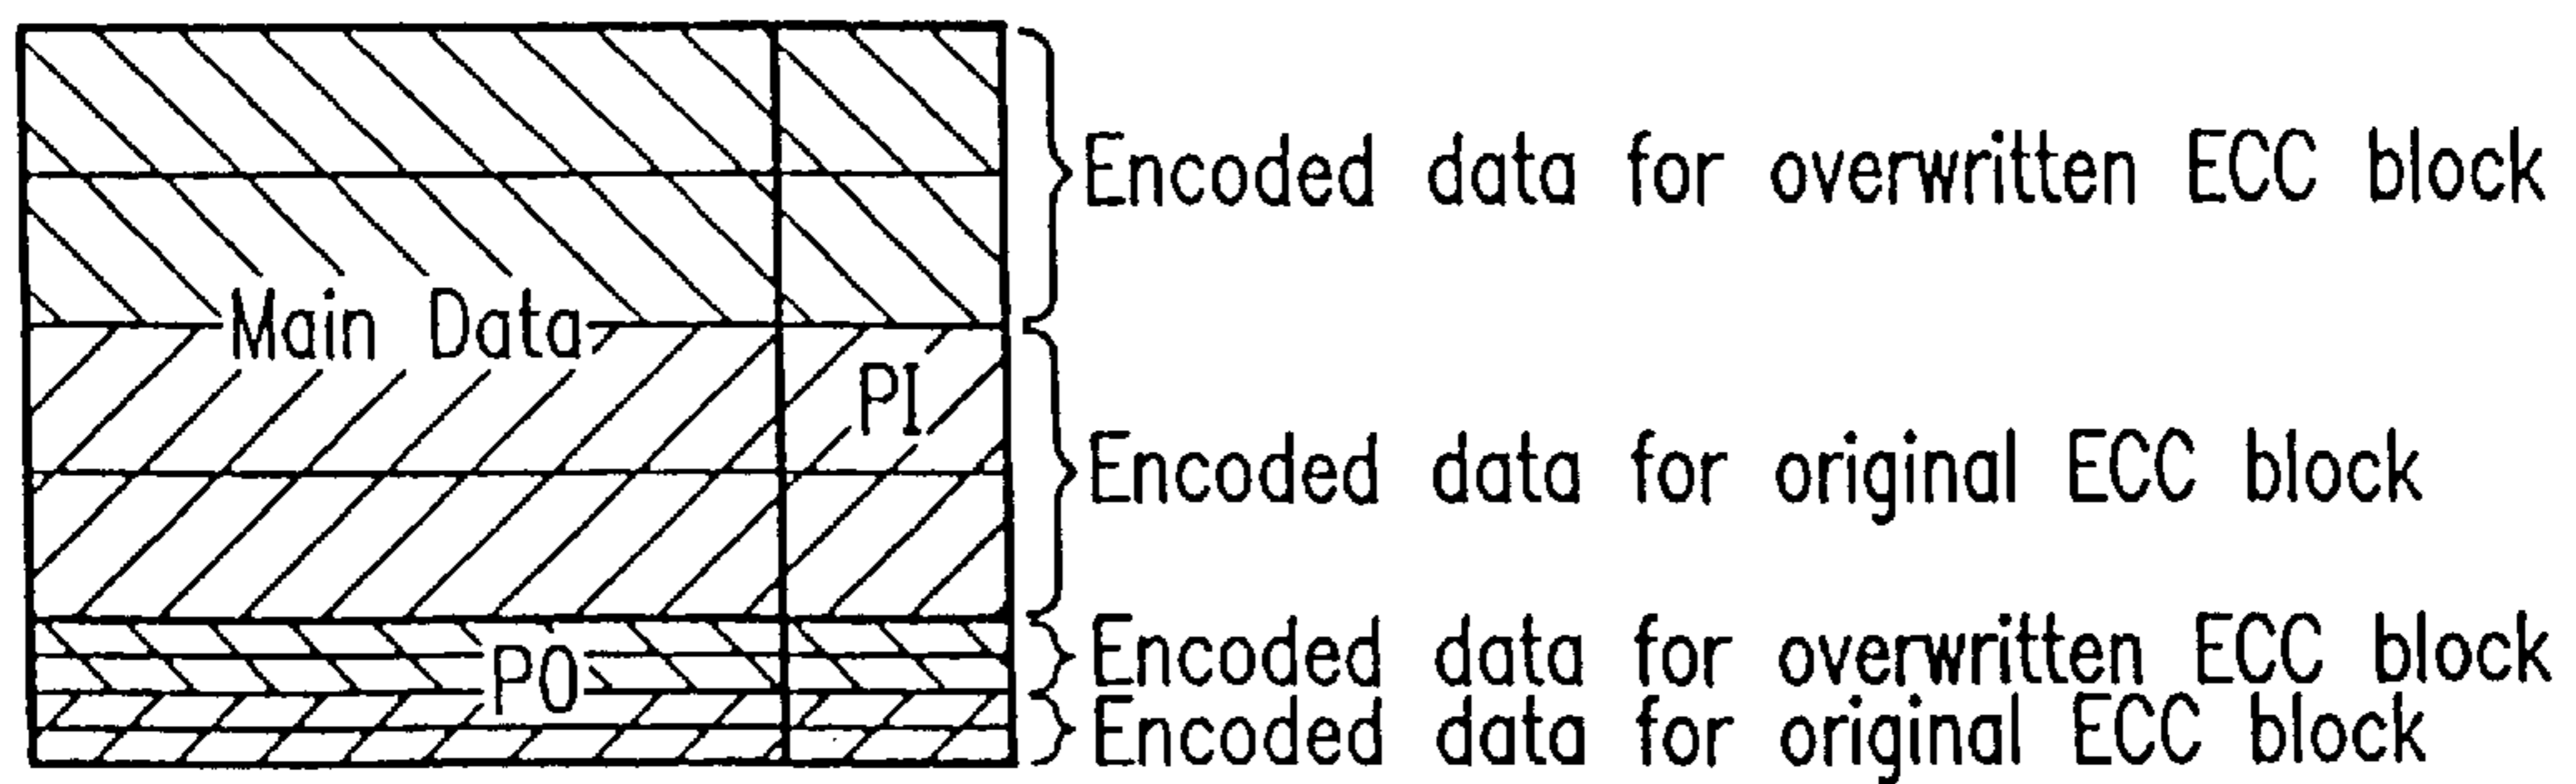 Encoded data for overwritten ECC block
Main Data
PI
Encoded data for original ECC block
Encoded data for overwritten ECC block
PO
Encoded data for original ECC block